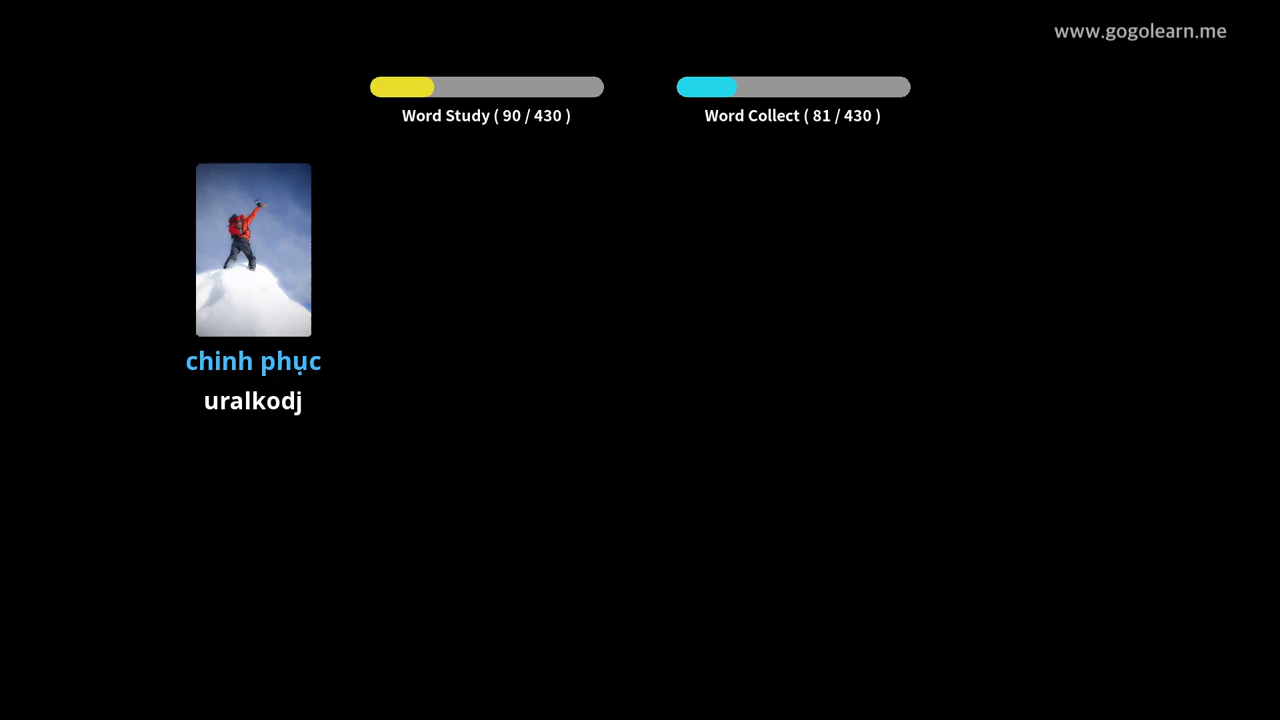 www.gogolearn.me
Word Study ( 90 / 430 )
Word Collect ( 81 / 430 )
chinh phục
uralkodj